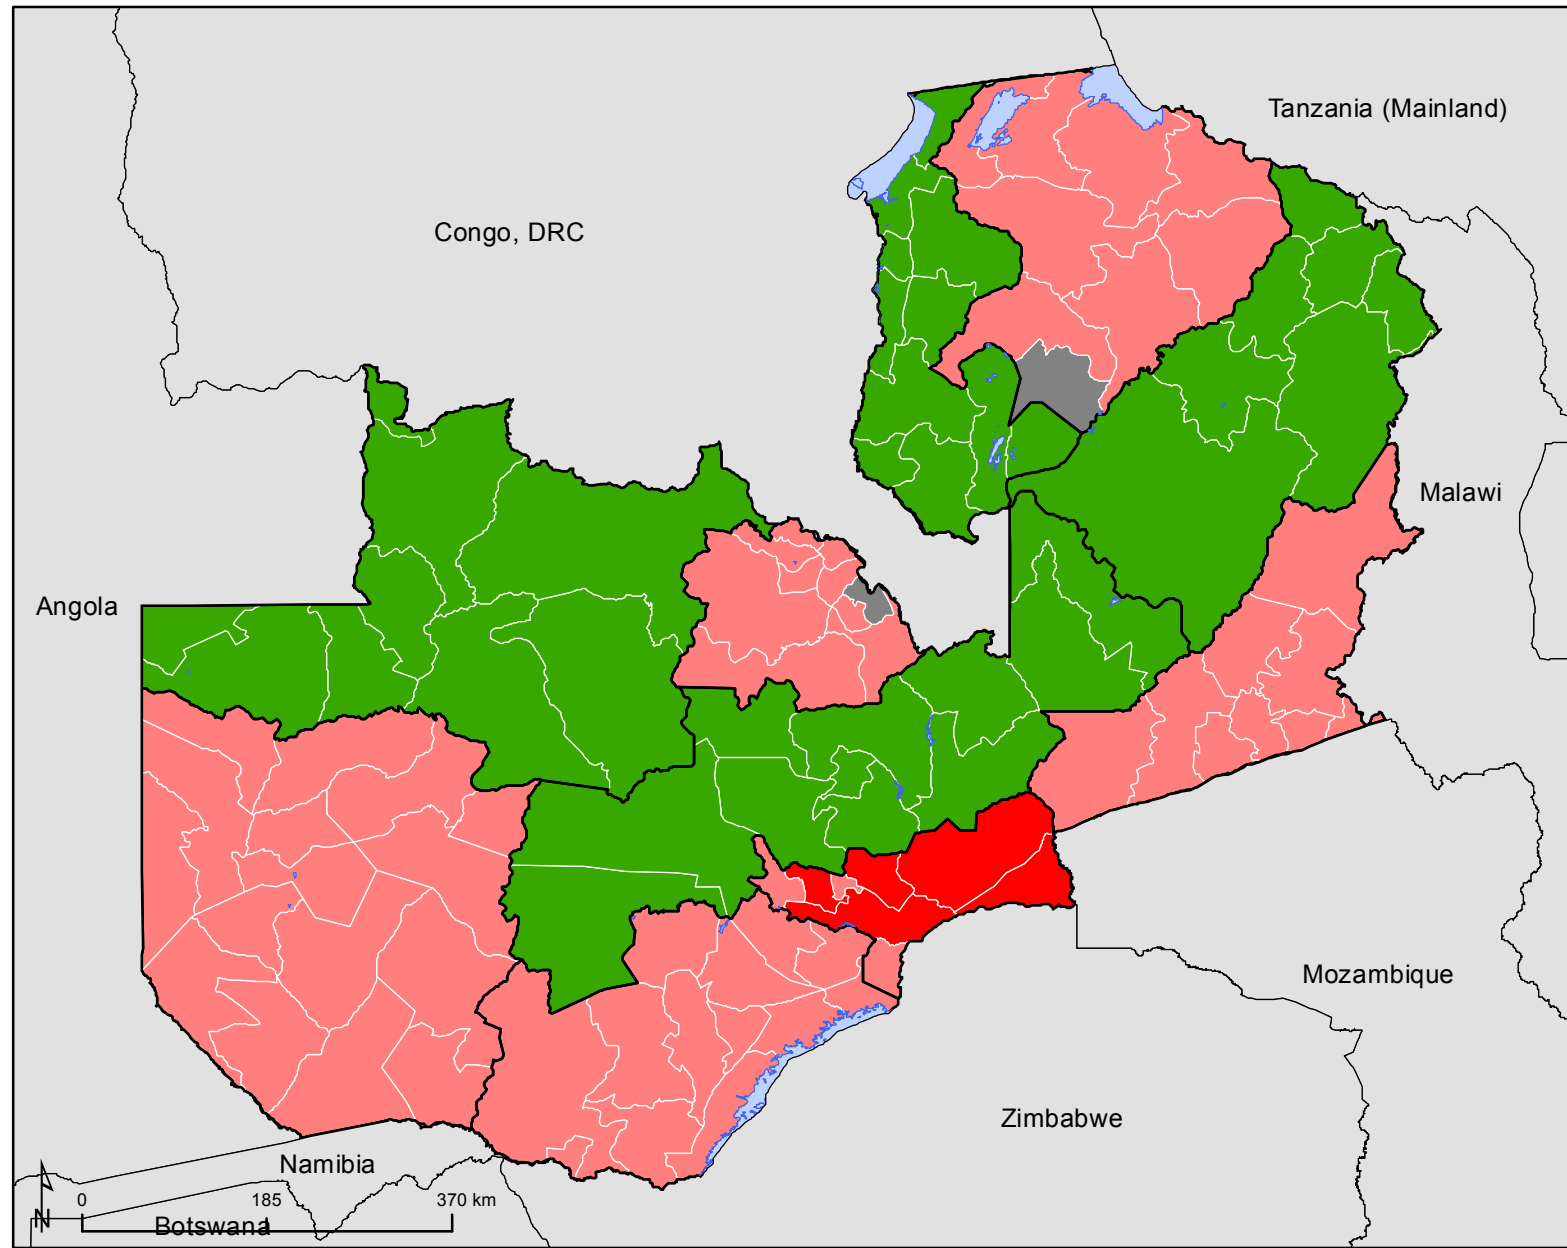 Tanzania (Mainland)
Congo, DRC
Malawi
Angola
Mozambique
Zimbabwe
Namibia
0 185 370 km
N
Botswana